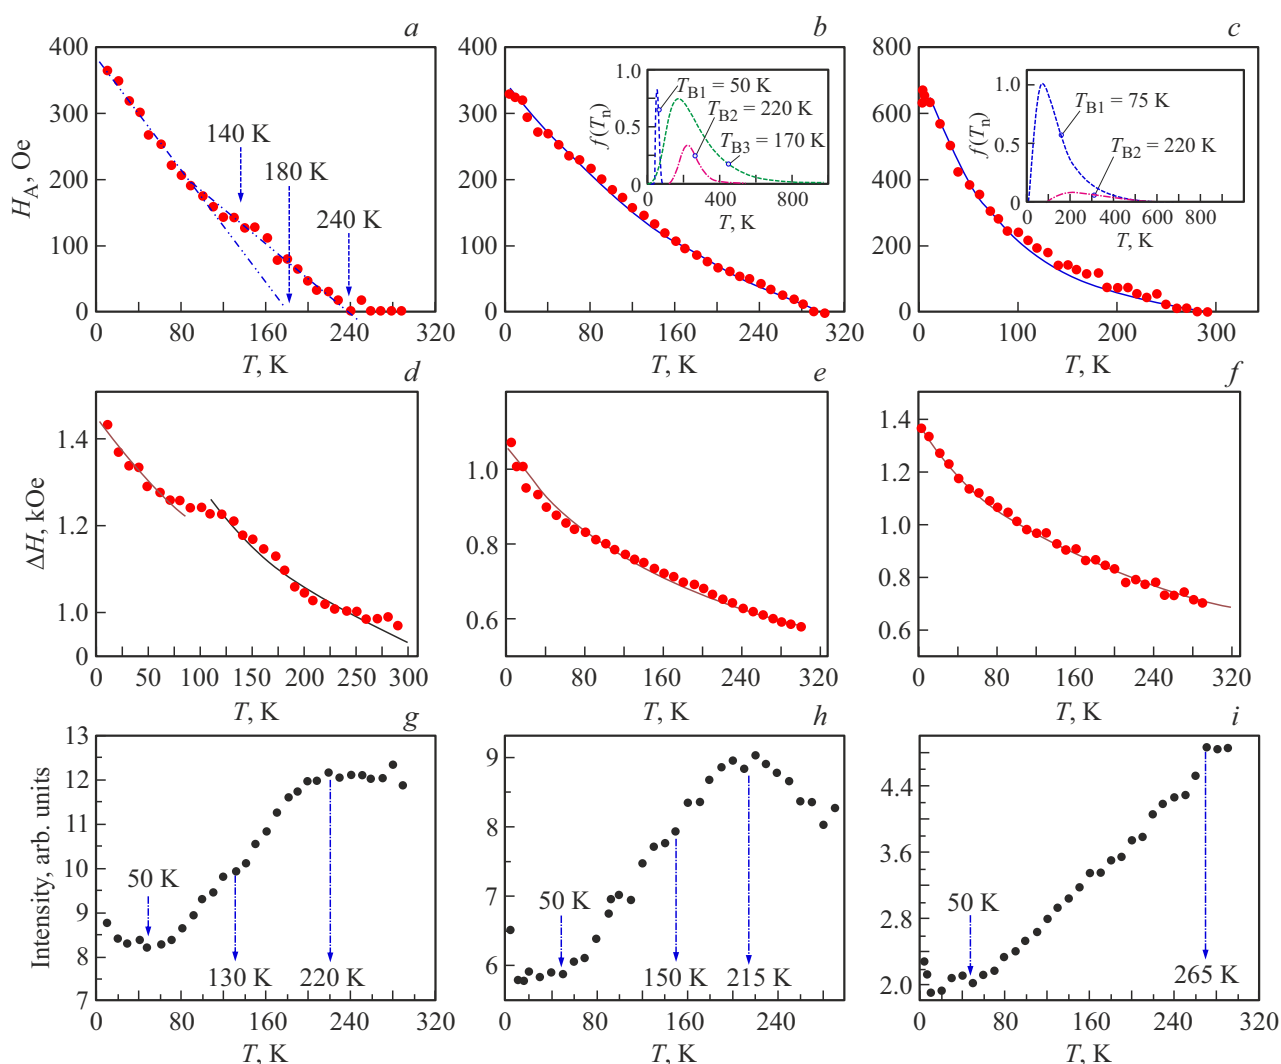 a
400
300
200
100
0
H_A, Oe
140 K
180 K
240 K
0 80 160 240 320
T, K
b
400
300
200
100
0
1.0
0.5
0
f(T_n)
T_B1 = 50 K
T_B2 = 220 K
T_B3 = 170 K
0 400 800
T, K
0 80 160 240 320
T, K
c
800
600
400
200
0
1.0
0.5
0
f(T_n)
T_B1 = 75 K
T_B2 = 220 K
0 200 400 600 800
T, K
0 100 200 300
T, K
d
1.4
1.2
1.0
0
ΔH, kOe
0 50 100 150 200 250 300
T, K
e
1.0
0.8
0.6
0 80 160 240 320
T, K
f
1.4
1.2
1.0
0.8
0.6
0 80 160 240 320
T, K
g
13
12
11
10
9
8
7
Intensity, arb. units
50 K
130 K
220 K
0 80 160 240 320
T, K
h
9
8
7
6
50 K
150 K
215 K
0 80 160 240
T, K
i
4.4
3.6
2.8
2.0
50 K
265 K
0 80 160 240 320
T, K